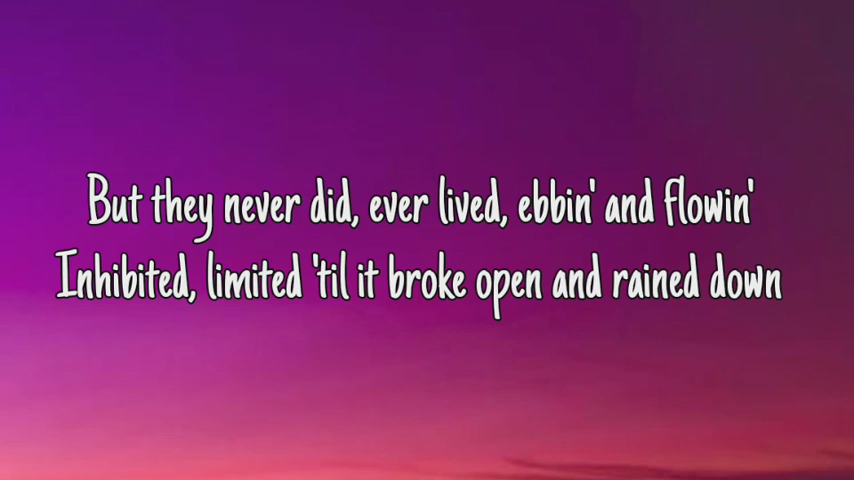 But they never did, ever lived, ebbin' and flowin'
Inhibited, limited 'til it broke open and rained down